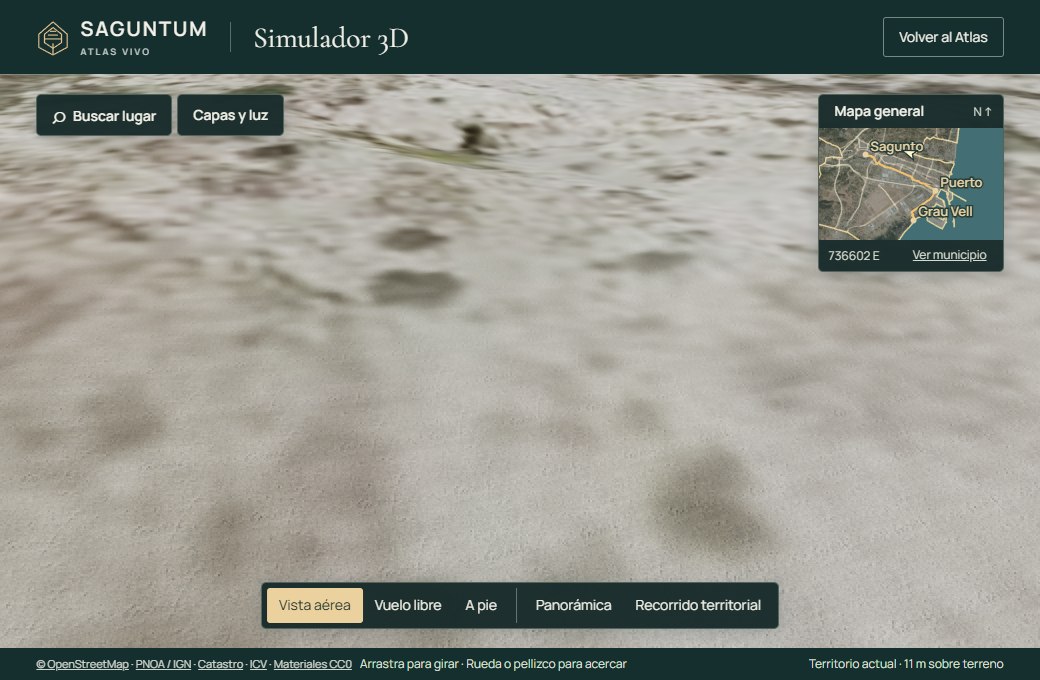 SAGUNTUM
ATLAS VIVO
Simulador 3D
Volver al Atlas
Buscar lugar
Capas y luz
Mapa general
N ↑
Sagunto
Puerto
Grau Vell
736602 E
Ver municipio
Vista aérea
Vuelo libre
A pie
Panorámica
Recorrido territorial
© OpenStreetMap · PNOA / IGN · Catastro · ICV · Materiales CC0 Arrastra para girar · Rueda o pellizco para acercar
Territorio actual · 11 m sobre terreno